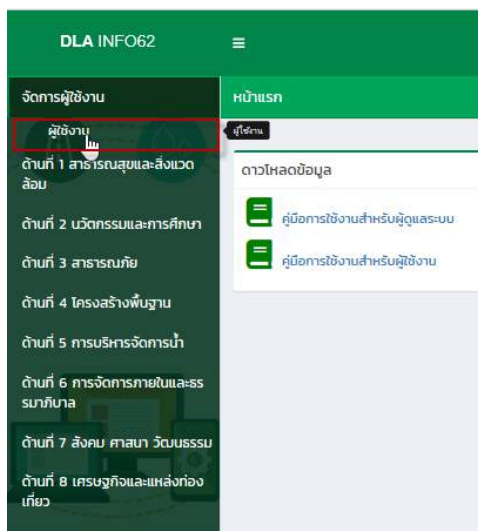 DLA INFO62
จัดการผู้ใช้งาน
หน้าแรก
ผู้ใช้งาน
ผู้ใช้งาน
ด้านที่ 1 สาธารณสุขและสิ่งแวด
ล้อม
ดาวโหลดข้อมูล
คู่มือการใช้งานสำหรับผู้ดูแลระบบ
คู่มือการใช้งานสำหรับผู้ใช้งาน
ด้านที่ 2 นวัตกรรมและการศึกษา
ด้านที่ 3 สาธารณภัย
ด้านที่ 4 โครงสร้างพื้นฐาน
ด้านที่ 5 การบริหารจัดการน้ำ
ด้านที่ 6 การจัดการภายในและธร
รมาภิบาล
ด้านที่ 7 สังคม ศาสนา วัฒนธรรม
ด้านที่ 8 เศรษฐกิจและแหล่งท่อง
เที่ยว